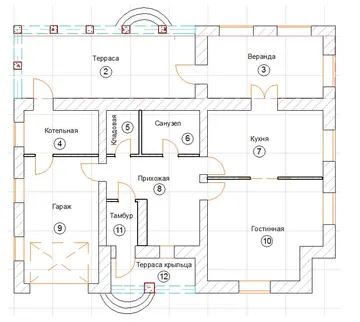 Терраса
2
Веранда
3
Котельная
4
Кладовая
5
Санузел
6
Кухня
7
Прихожая
8
Гараж
9
Тамбур
11
Гостинная
10
Терраса крыльца
12